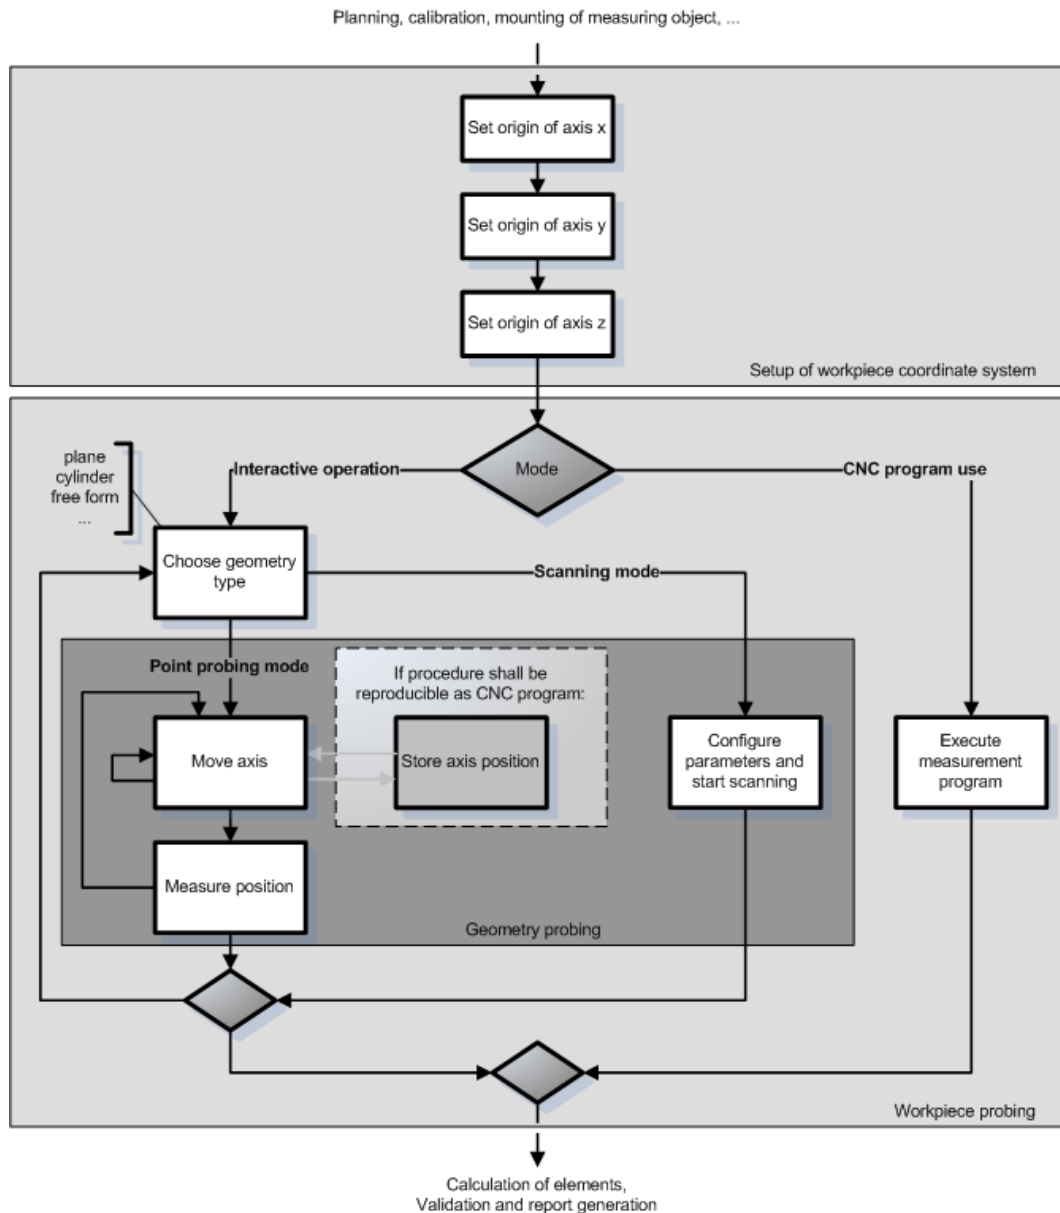 Planning, calibration, mounting of measuring object, ...
Set origin of axis x
Set origin of axis y
Set origin of axis z
Setup of workpiece coordinate system
Mode
Interactive operation
CNC program use
plane
cylinder
free form
...
Choose geometry
type
Scanning mode
Point probing mode
If procedure shall be
reproducible as CNC program:
Move axis
Store axis position
Configure
parameters and
start scanning
Execute
measurement
program
Measure position
Geometry probing
Workpiece probing
Calculation of elements,
Validation and report generation